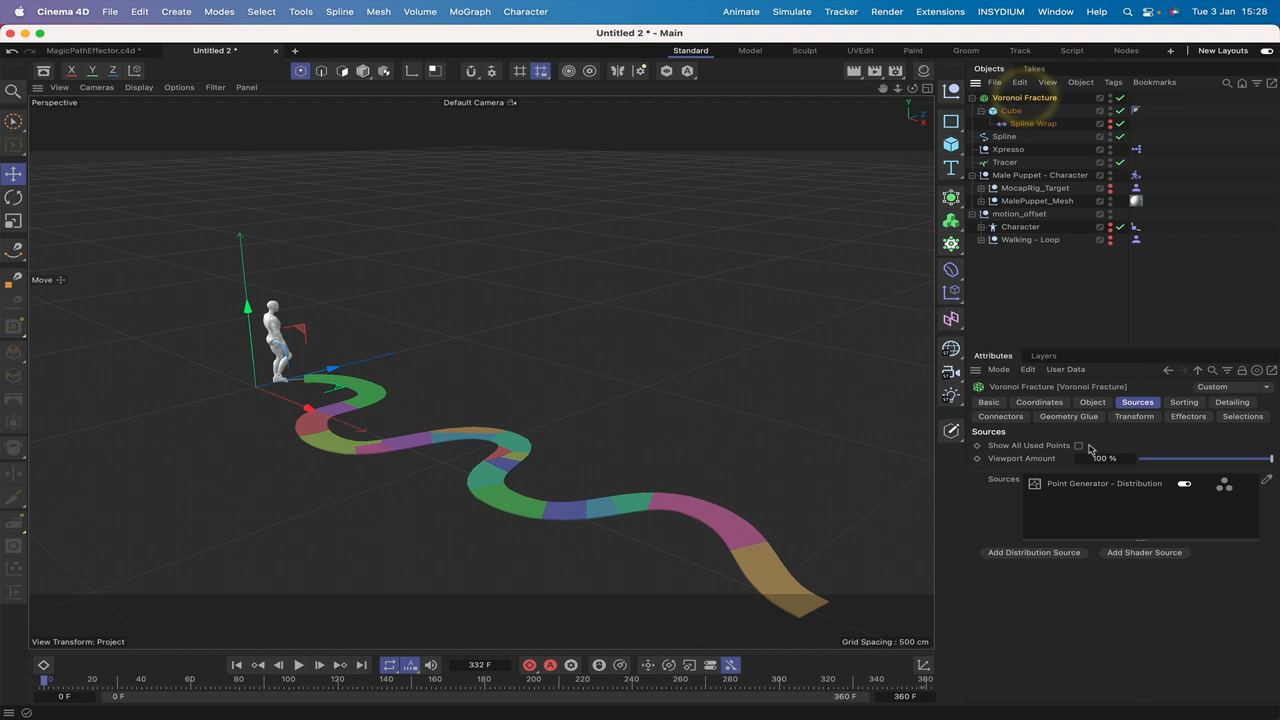 Cinema 4D File Edit Create Modes Select Tools Spline Mesh Volume MoGraph Character Animate Simulate Tracker Render Extensions INSYDIUM Window Help Tue 3 Jan 15:28
Untitled 2 * - Main
MagicPathEffector.c4d * Untitled 2 * Standard Model Sculpt UVEdit Paint Groom Track Script Nodes New Layouts
X Y Z
Objects Takes
View Cameras Display Options Filter Panel
File Edit View Object Tags Bookmarks
Perspective Default Camera
Y
Z X
Voronoi Fracture
Cube
Spline Wrap
Spline
Xpresso
Tracer
Male Puppet - Character
MocapRig_Target
MalePuppet_Mesh
motion_offset
Character
Walking - Loop
Move
Attributes Layers
Mode Edit User Data
Voronoi Fracture [Voronoi Fracture] Custom
Basic Coordinates Object Sources Sorting Detailing
Connectors Geometry Glue Transform Effectors Selections
Sources
Show All Used Points
Viewport Amount 100 %
Sources Point Generator - Distribution
Add Distribution Source Add Shader Source
View Transform: Project Grid Spacing : 500 cm
332 F
0 20 40 60 80 100 120 140 160 180 200 220 240 260 280 300 320 340 360
0 F 0 F 360 F 360 F